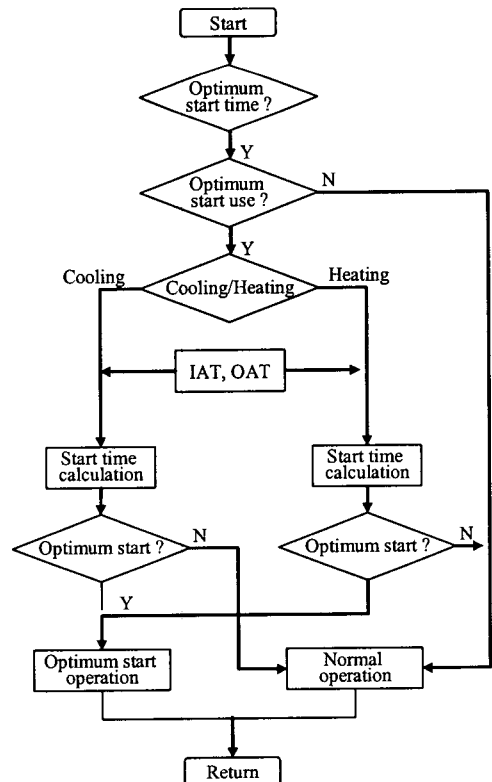 Start
Optimum
start time ?
Y
N
Optimum
start use ?
Y
Cooling
Heating
Cooling/Heating
IAT, OAT
Start time
calculation
Start time
calculation
Optimum start ?
N
Optimum start ?
N
Y
Optimum start
operation
Normal
operation
Return